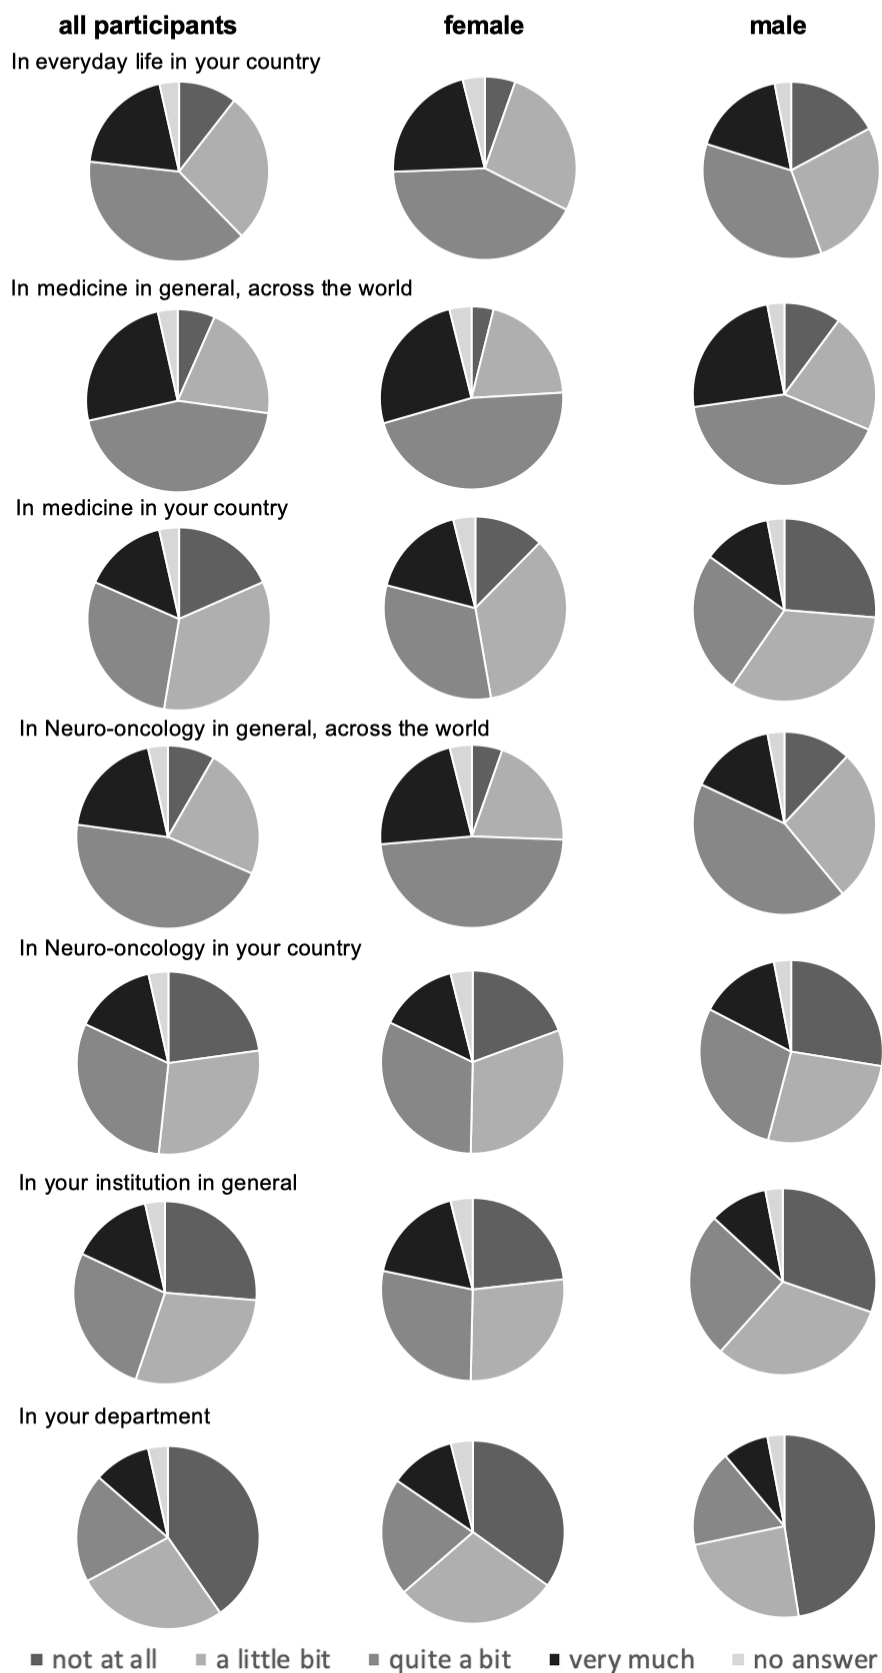 all participants female male
In everyday life in your country
In medicine in general, across the world
In medicine in your country
In Neuro-oncology in general, across the world
In Neuro-oncology in your country
In your institution in general
In your department
not at all a little bit quite a bit very much no answer